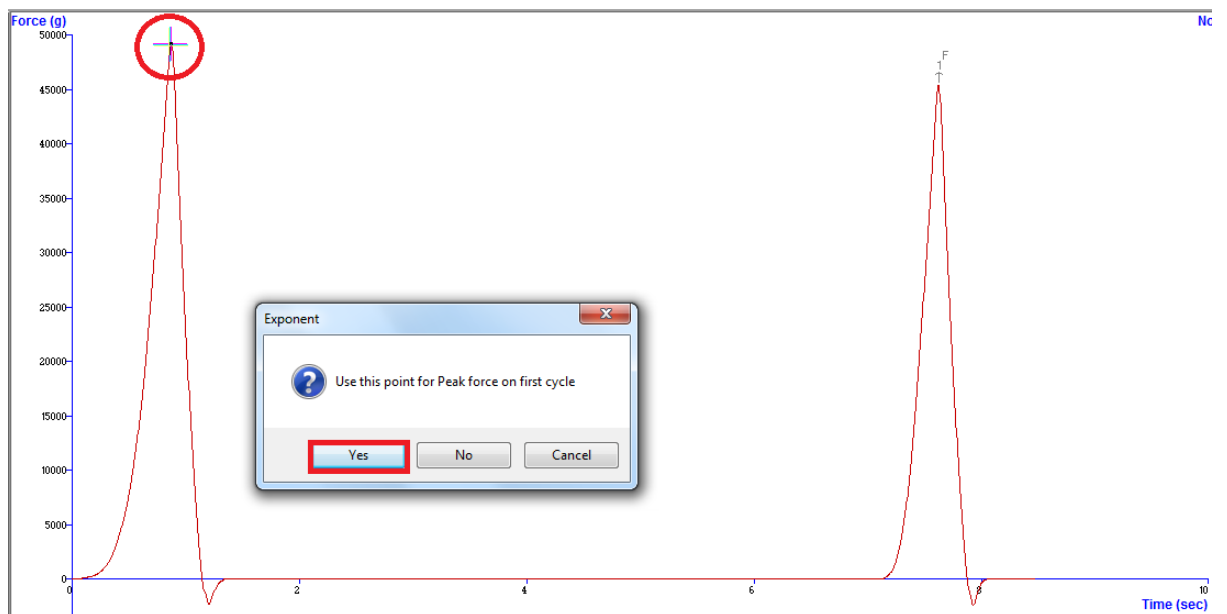 Force (g)
No
50000
45000
40000
35000
30000
25000
20000
15000
10000
5000
0
1 F
Exponent
Use this point for Peak force on first cycle
Yes No Cancel
0 2 4 6 8 10
Time (sec)